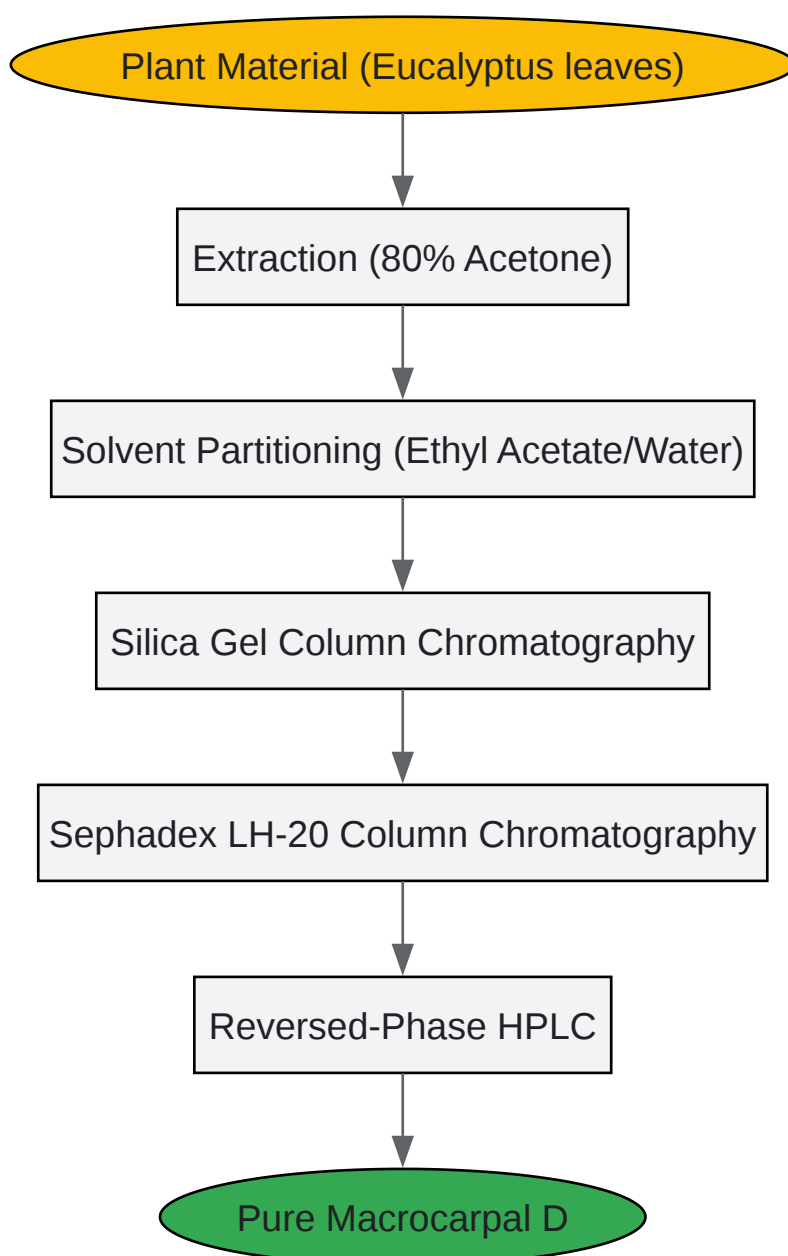 Plant Material (Eucalyptus leaves)
Extraction (80% Acetone)
Solvent Partitioning (Ethyl Acetate/Water)
Silica Gel Column Chromatography
Sephadex LH-20 Column Chromatography
Reversed-Phase HPLC
Pure Macrocarpal D